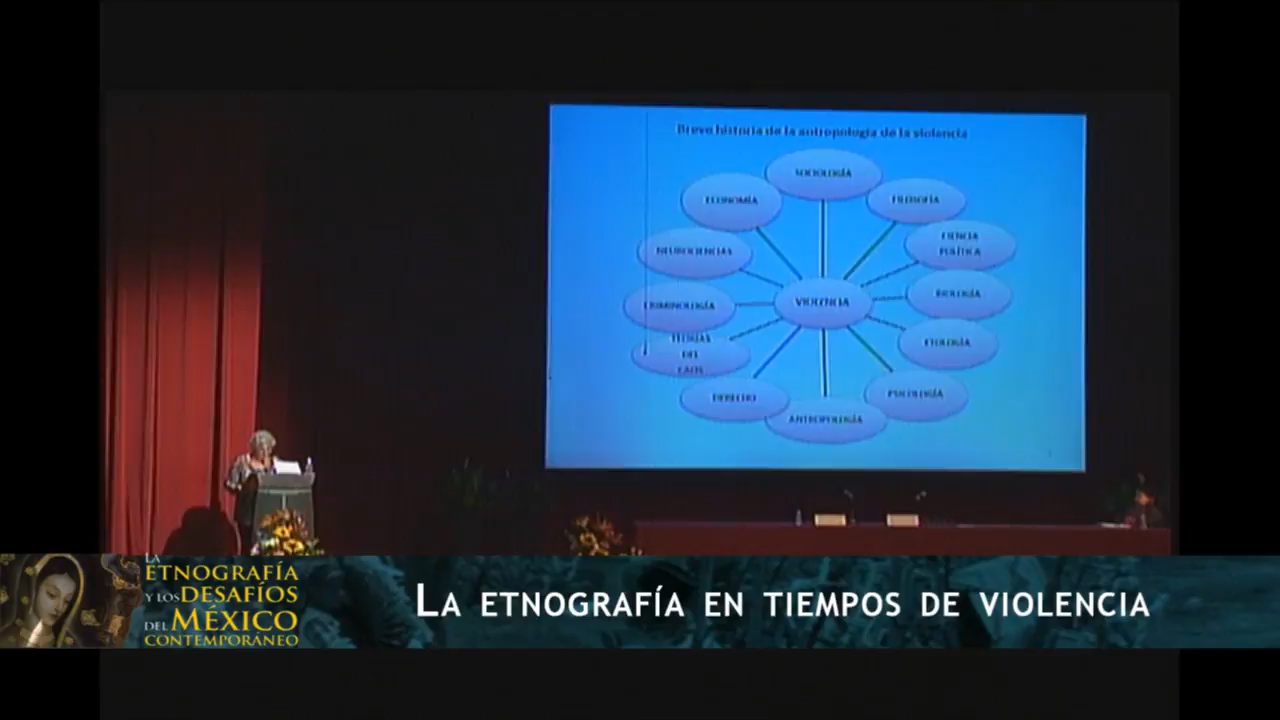 Breve historia de la antropología de la violencia
SOCIOLOGÍA
ECONOMÍA
FILOSOFÍA
NEUROCIENCIAS
CIENCIA
POLÍTICA
CRIMINOLOGÍA
VIOLENCIA
BIOLOGÍA
TEORÍAS
DEL
CAOS
ETOLOGÍA
DERECHO
PSICOLOGÍA
ANTROPOLOGÍA
LA
ETNOGRAFÍA
Y LOS DESAFÍOS
DEL MÉXICO
CONTEMPORÁNEO
LA ETNOGRAFÍA EN TIEMPOS DE VIOLENCIA